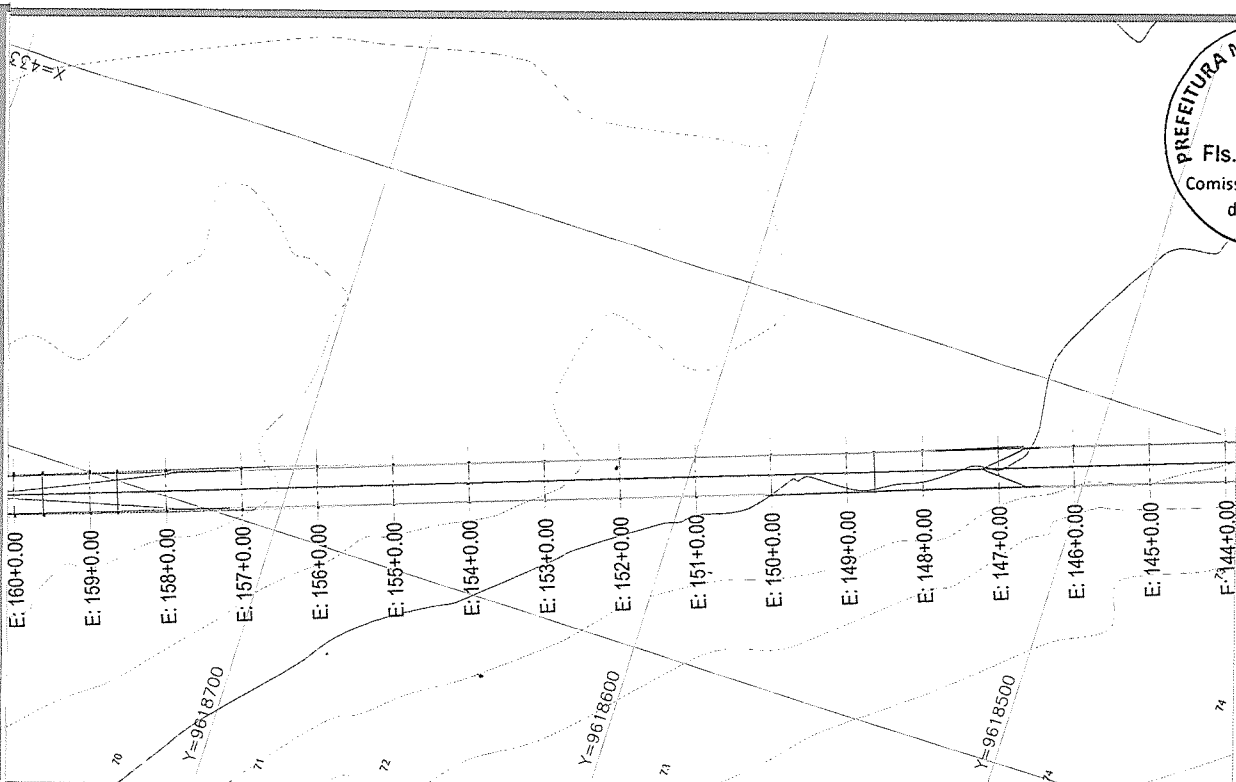 X=433
PREFEITURA
Fls.
E: 160+0.00
E: 159+0.00
E: 158+0.00
E: 157+0.00
E: 156+0.00
E: 155+0.00
E: 154+0.00
E: 153+0.00
E: 152+0.00
E: 151+0.00
E: 150+0.00
E: 149+0.00
E: 148+0.00
E: 147+0.00
E: 146+0.00
E: 145+0.00
E: 144+0.00
Y=9618700
Y=9618600
Y=9618500
70
71
72
73
74
74